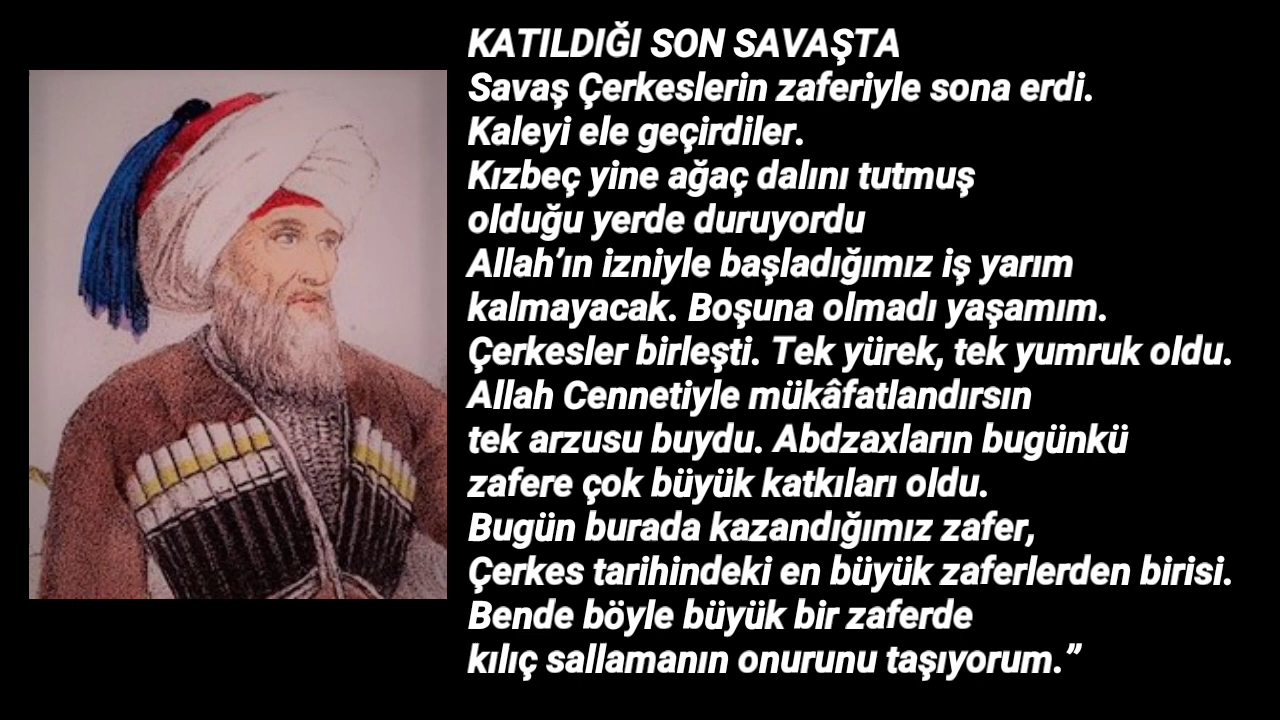 KATILDIĞI SON SAVAŞTA
Savaş Çerkeslerin zaferiyle sona erdi.
Kaleyi ele geçirdiler.
Kızbeç yine ağaç dalını tutmuş
olduğu yerde duruyordu
Allah’ın izniyle başladığımız iş yarım
kalmayacak. Boşuna olmadı yaşamım.
Çerkesler birleşti. Tek yürek, tek yumruk oldu.
Allah Cennetiyle mükâfatlandırsın
tek arzusu buydu. Abdzaxların bugünkü
zafere çok büyük katkıları oldu.
Bugün burada kazandığımız zafer,
Çerkes tarihindeki en büyük zaferlerden birisi.
Bende böyle büyük bir zaferde
kılıç sallamanın onurunu taşıyorum.”